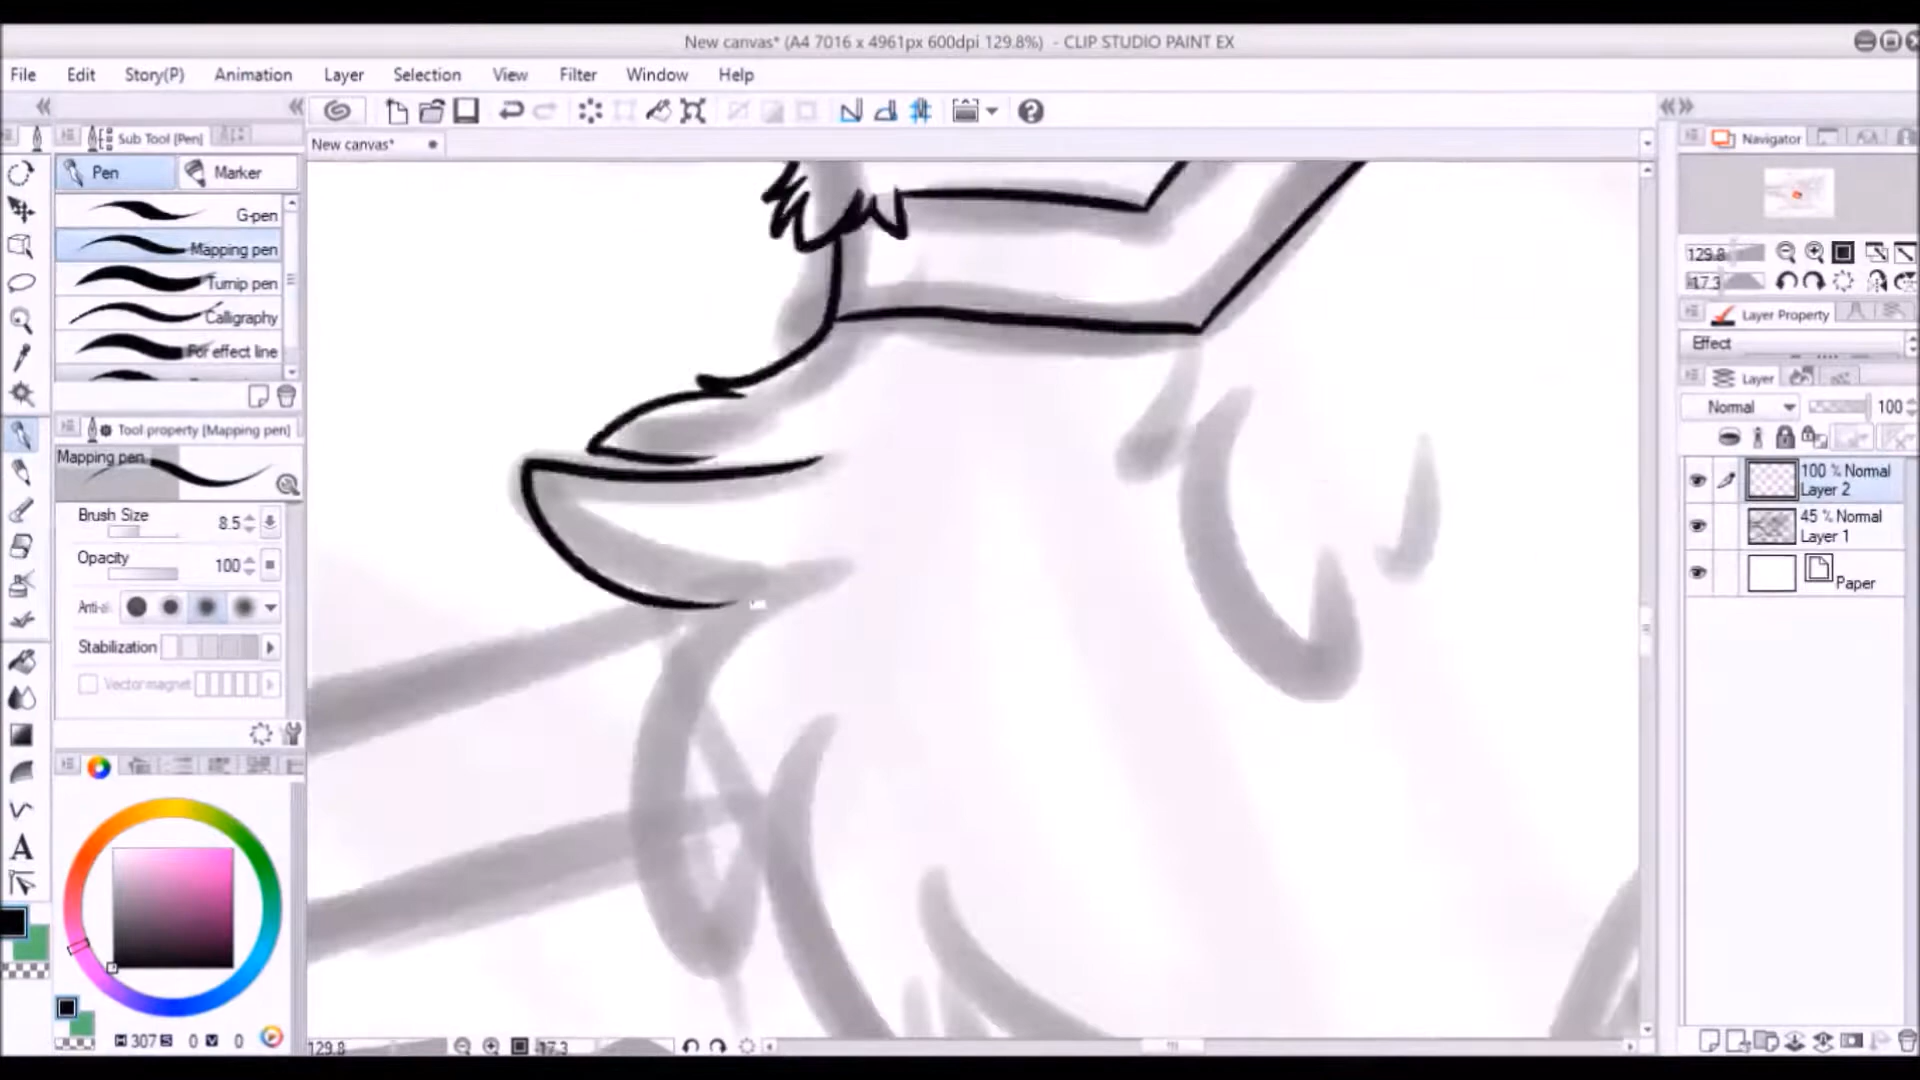 New canvas* (A4 7016 x 4961px 600dpi 129.8%) - CLIP STUDIO PAINT EX
File Edit Story(P) Animation Layer Selection View Filter Window Help
Sub Tool [Pen]
New canvas*
Navigator
Pen
Marker
G-pen
Mapping pen
Turnip pen
Calligraphy
For effect line
129.8
17.3
Layer Property
Effect
Layer
Normal 100
Tool property [Mapping pen]
Mapping pen
100 % Normal
Layer 2
45 % Normal
Layer 1
Paper
Brush Size 8.5
Opacity 100
Anti-al
Stabilization
Vector magnet
H 307 S 0 V 0
129.8
17.3